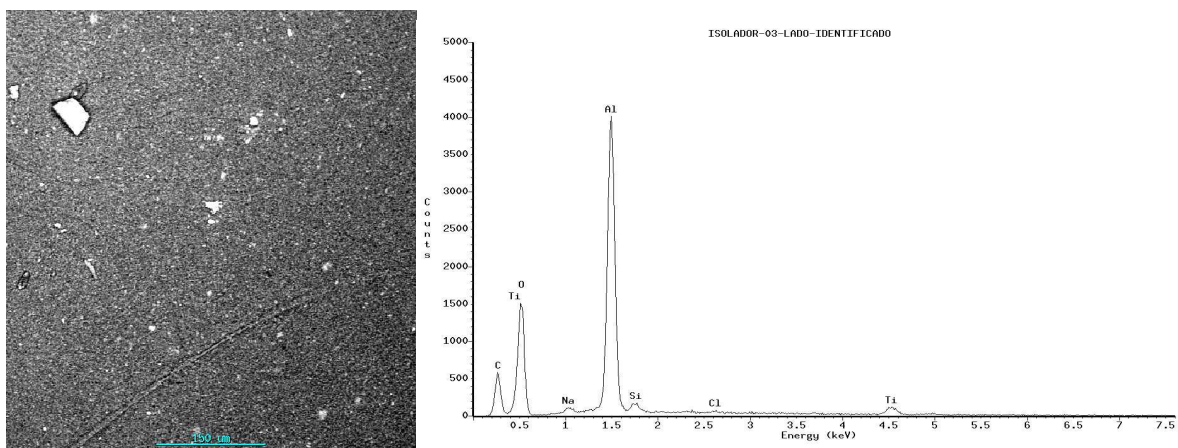 150 um
ISOLADOR-03-LADO-IDENTIFICADO
5000
4500
4000
3500
3000
2500
2000
1500
1000
500
0
Counts
Al
O
Ti
C
Na
Si
Cl
Ti
0.5 1 1.5 2 2.5 3 3.5 4 4.5 5 5.5 6 6.5 7 7.5
Energy (keV)